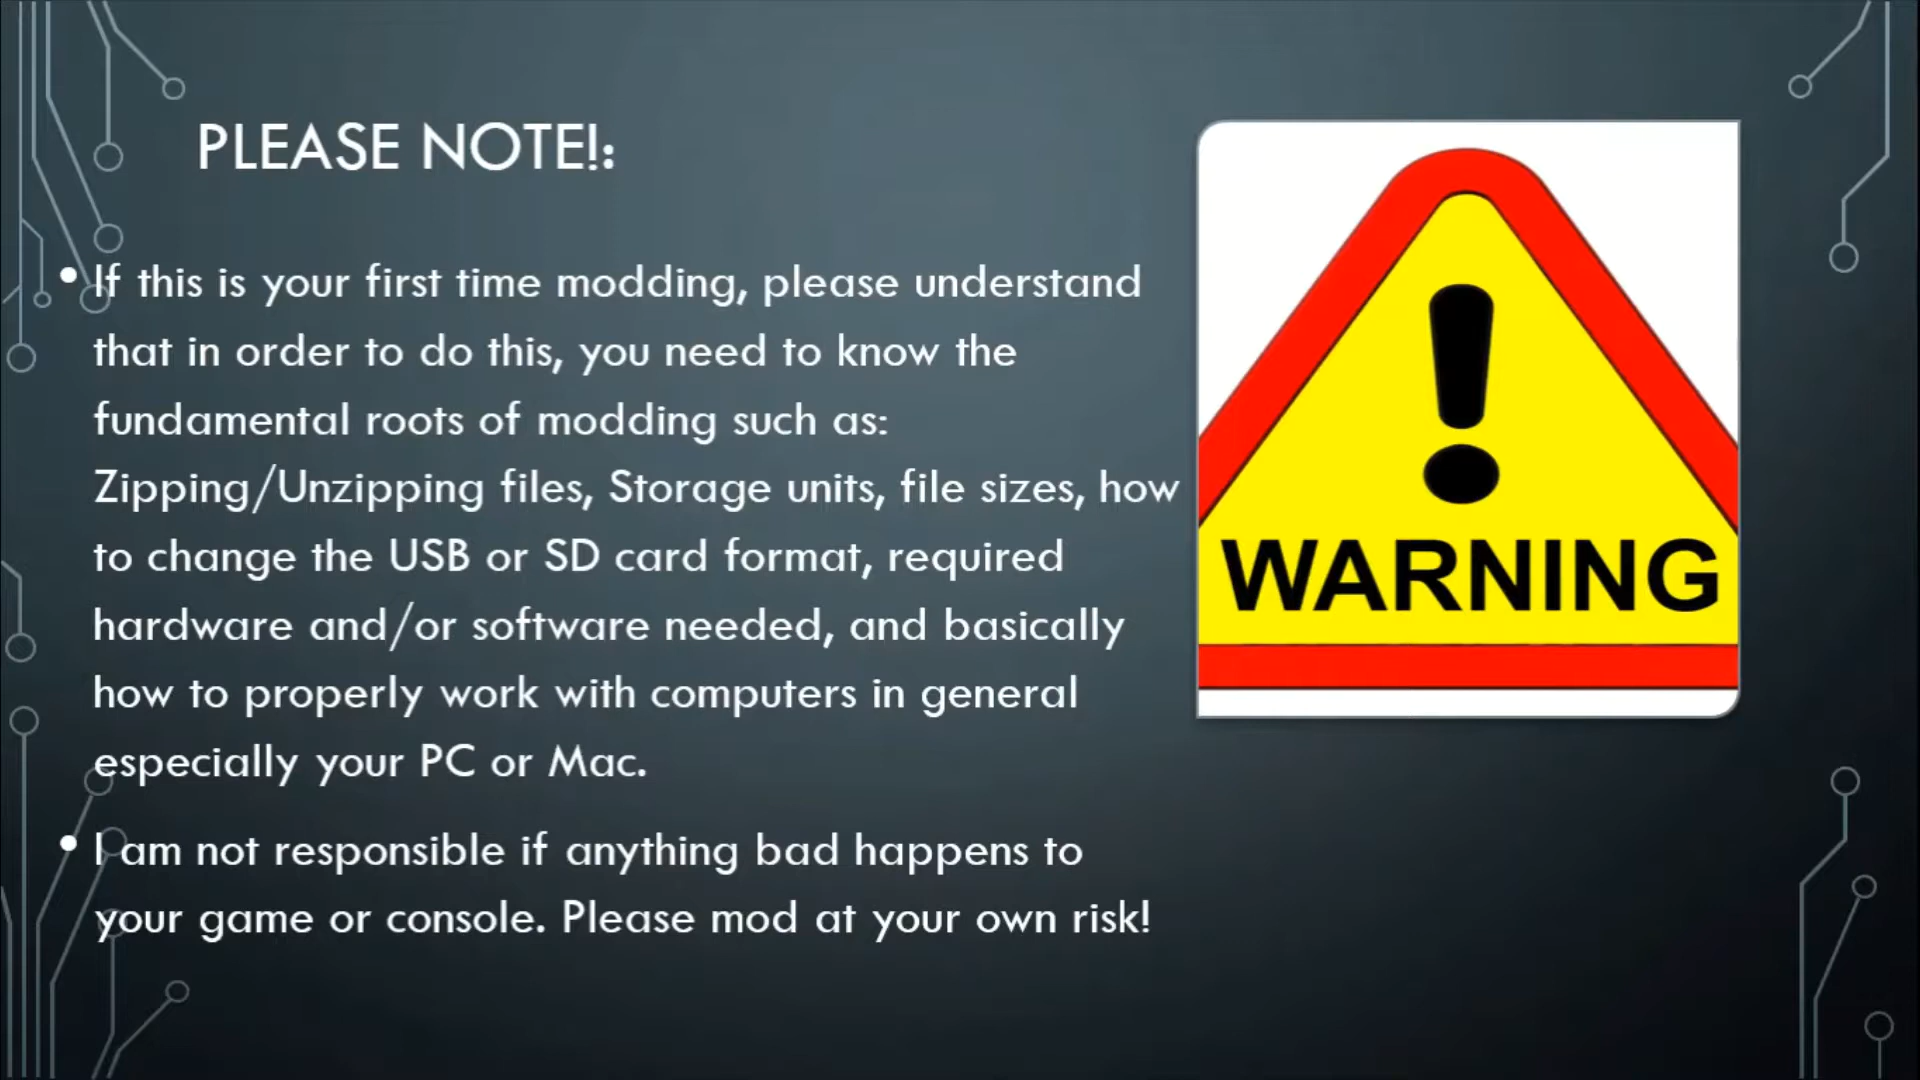 PLEASE NOTE!:
• If this is your first time modding, please understand
that in order to do this, you need to know the
fundamental roots of modding such as:
Zipping/Unzipping files, Storage units, file sizes, how
to change the USB or SD card format, required
hardware and/or software needed, and basically
how to properly work with computers in general
especially your PC or Mac.
• I am not responsible if anything bad happens to
your game or console. Please mod at your own risk!
!
WARNING